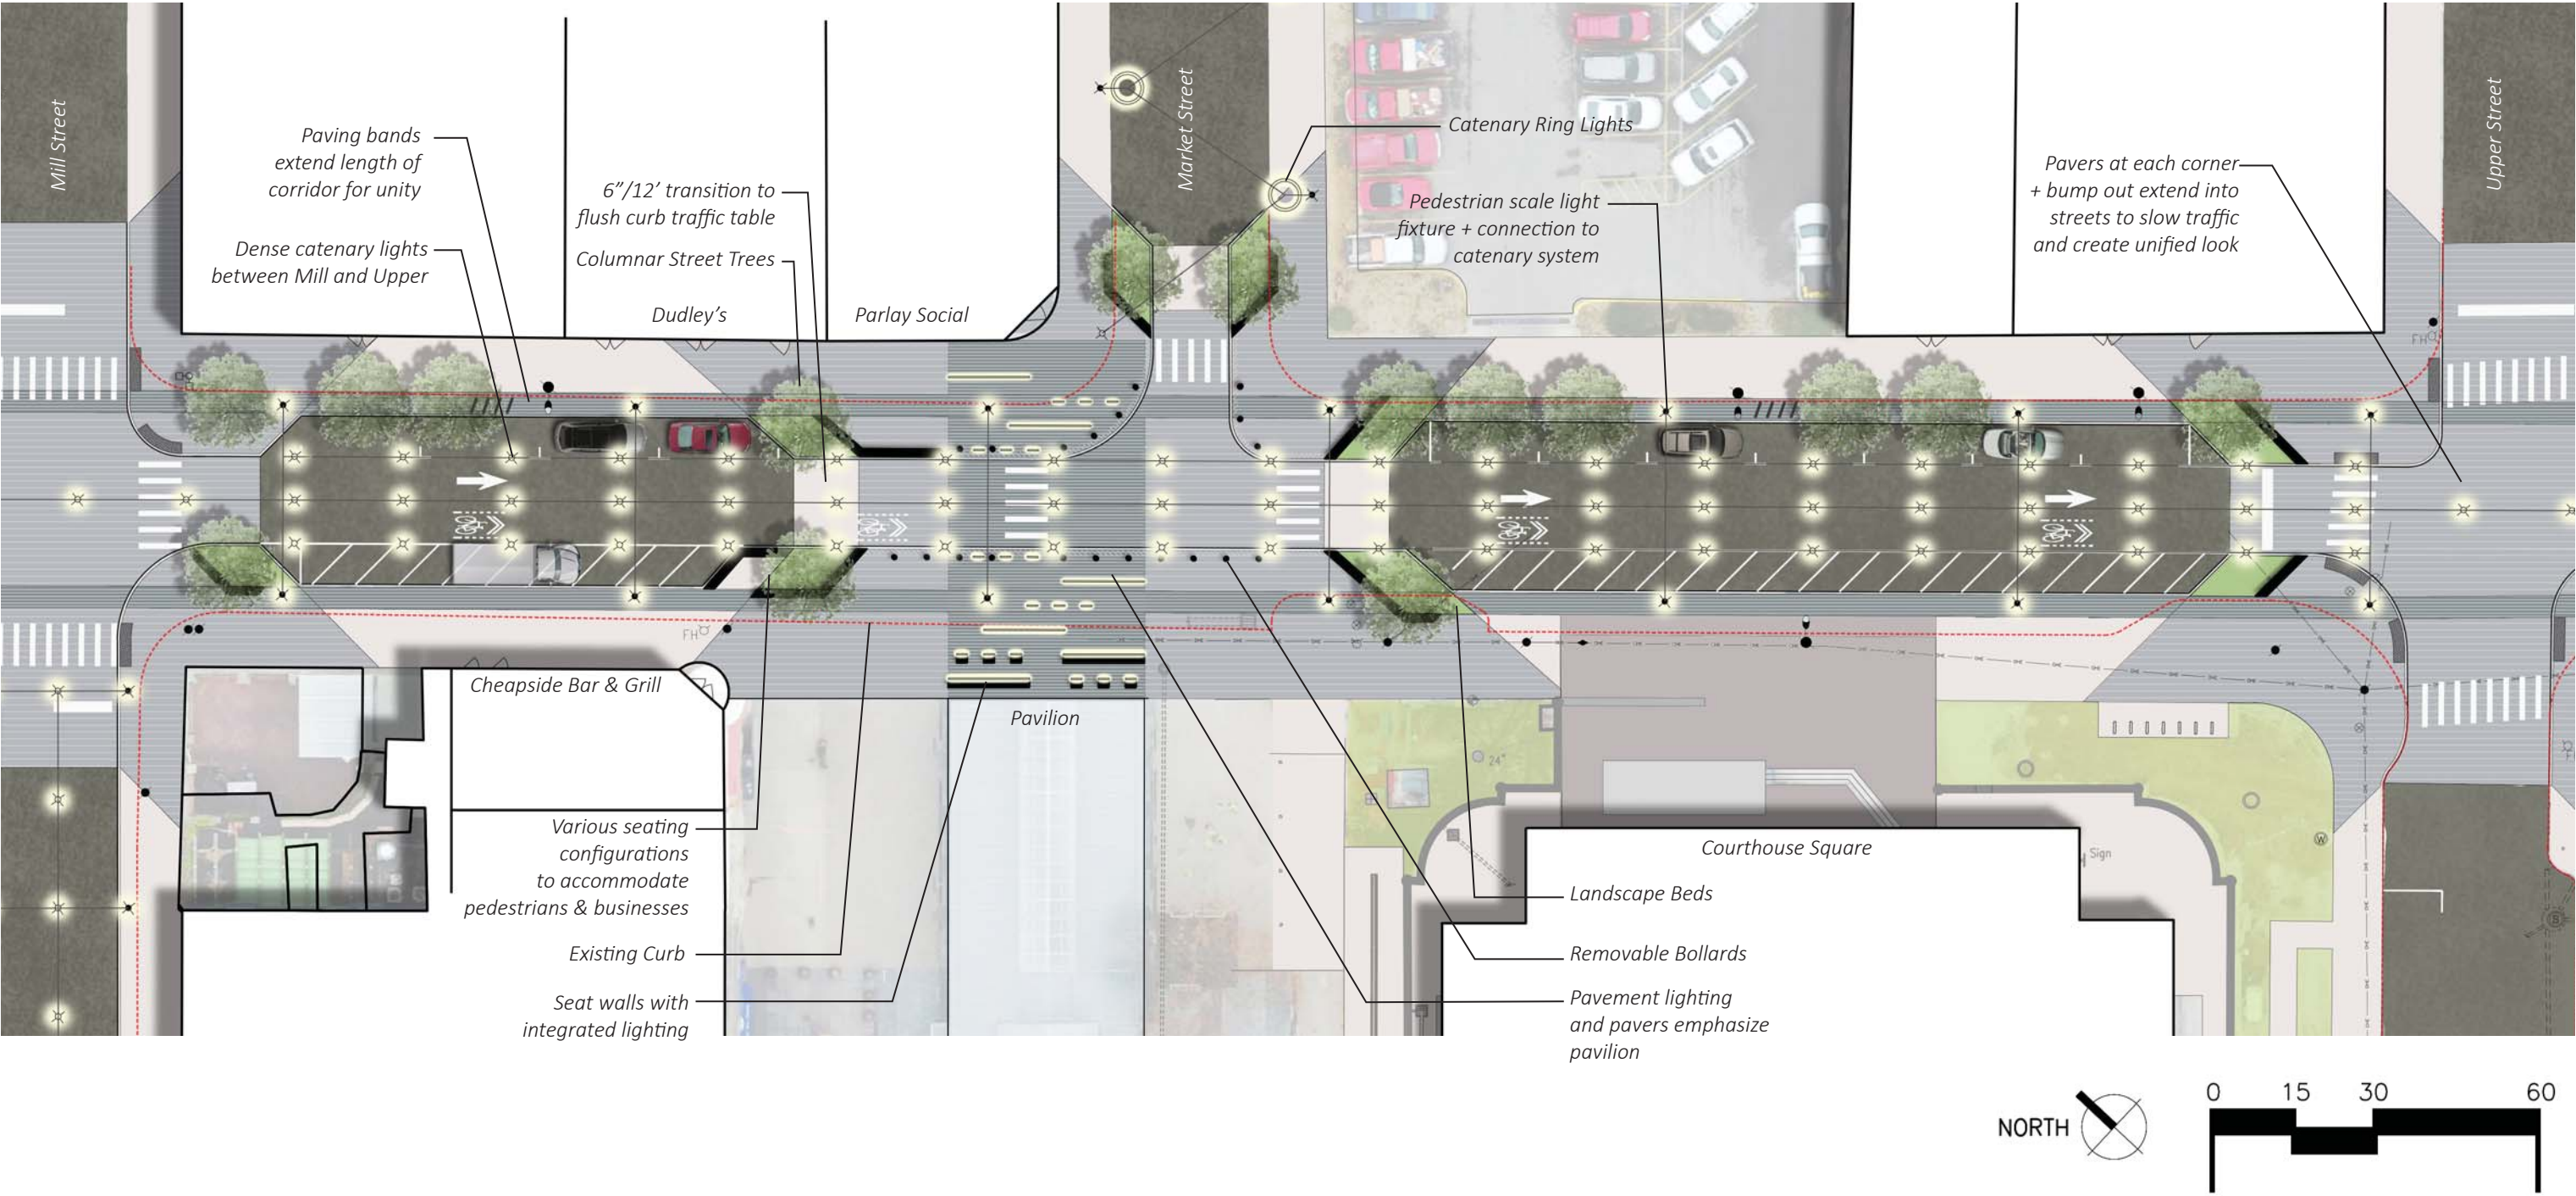 Mill Street
Market Street
Upper Street
Paving bands
extend length of
corridor for unity
Dense catenary lights
between Mill and Upper
6”/12’ transition to
flush curb traffic table
Columnar Street Trees
Dudley’s
Parlay Social
Catenary Ring Lights
Pedestrian scale light
fixture + connection to
catenary system
Pavers at each corner
+ bump out extend into
streets to slow traffic
and create unified look
FH
FH
Cheapside Bar & Grill
Pavilion
24"
Various seating
configurations
to accommodate
pedestrians & businesses
Existing Curb
Seat walls with
integrated lighting
Courthouse Square
Sign
W
Landscape Beds
Removable Bollards
Pavement lighting
and pavers emphasize
pavilion
NORTH
0 15 30 60